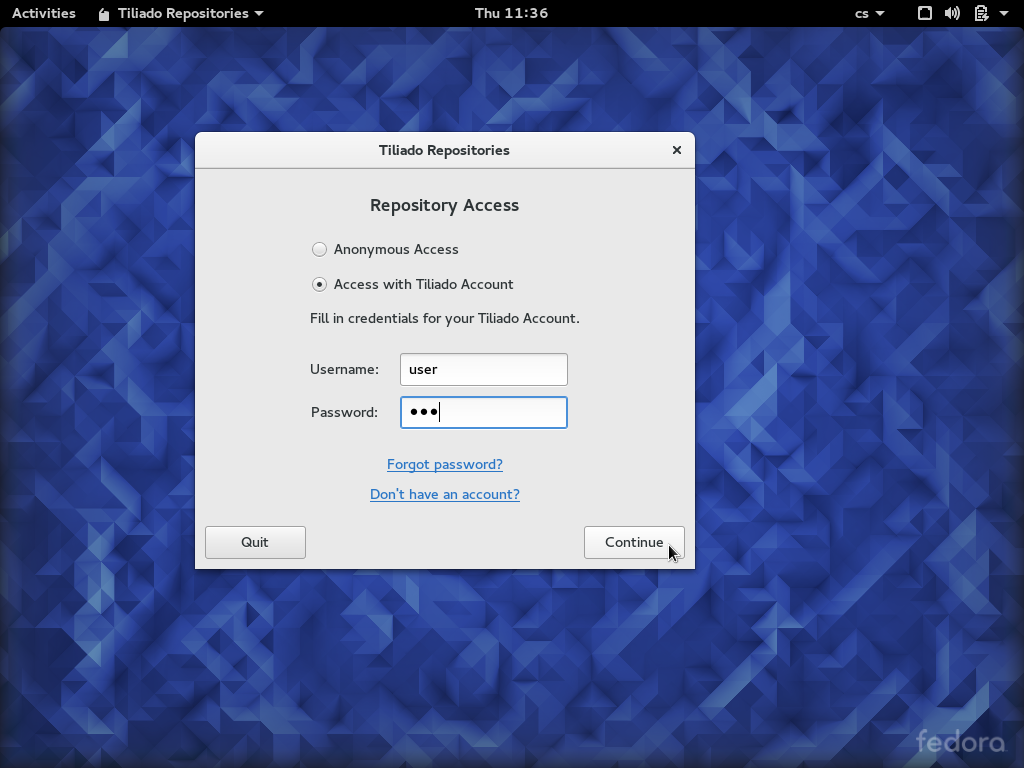 Activities Tiliado Repositories Thu 11:36 cs
Tiliado Repositories
Repository Access
Anonymous Access
Access with Tiliado Account
Fill in credentials for your Tiliado Account.
Username: user
Password: •••
Forgot password?
Don't have an account?
Quit Continue
fedora